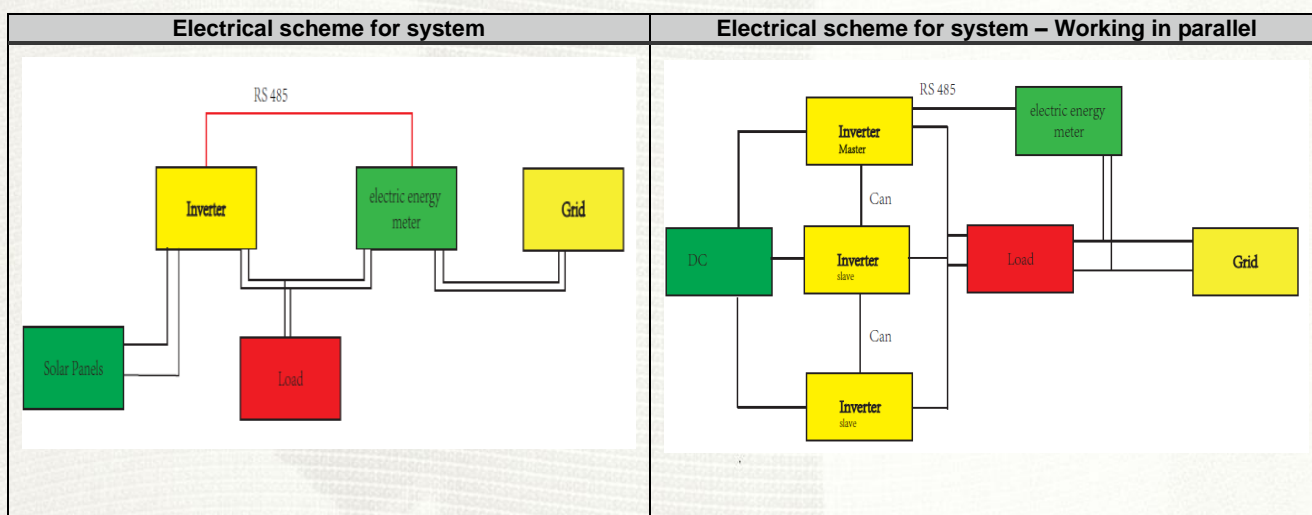 Electrical scheme for system
RS 485
Inverter
electric energy
meter
Grid
Solar Panels
Load
Electrical scheme for system – Working in parallel
RS 485
Inverter
Master
electric energy
meter
Can
DC
Inverter
slave
Load
Grid
Can
Inverter
slave